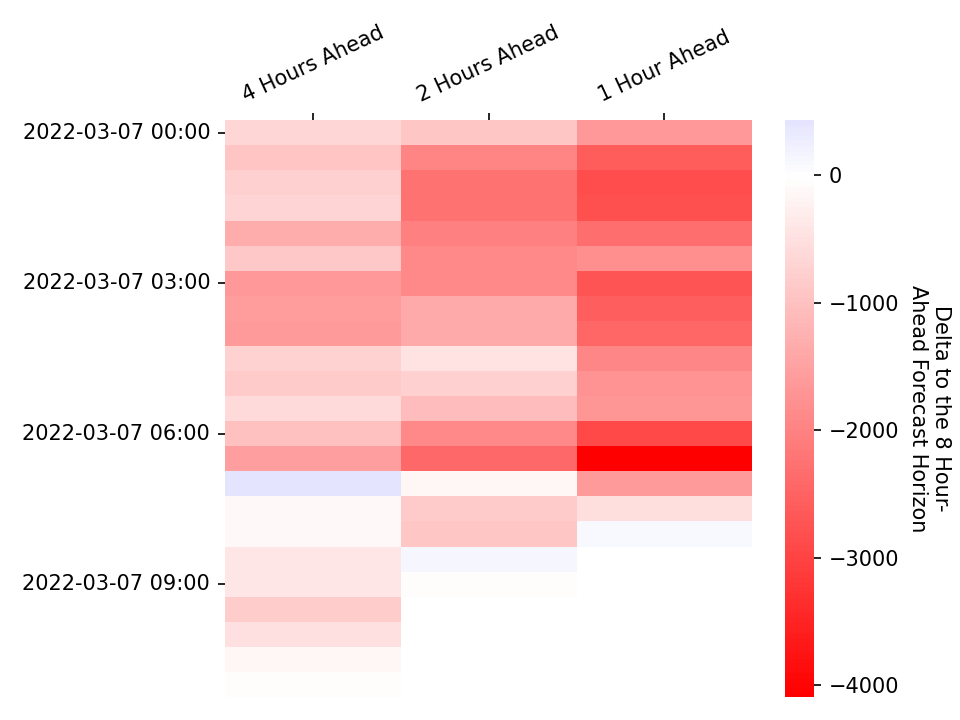 4 Hours Ahead
2 Hours Ahead
1 Hour Ahead
2022-03-07 00:00
2022-03-07 03:00
2022-03-07 06:00
2022-03-07 09:00
0
−1000
−2000
−3000
−4000
Delta to the 8 Hour-
Ahead Forecast Horizon